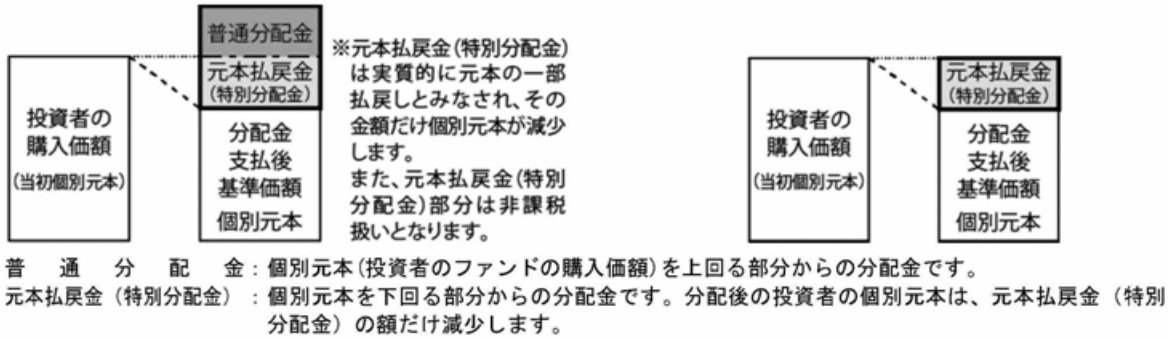 普通分配金
元本払戻金
(特別分配金)
投資者の
購入価額
(当初個別元本)
分配金
支払後
基準価額
個別元本
※元本払戻金(特別分配金)
は実質的に元本の一部
払戻しとみなされ、その
金額だけ個別元本が減少
します。
また、元本払戻金(特別
分配金)部分は非課税
扱いとなります。
投資者の
購入価額
(当初個別元本)
元本払戻金
(特別分配金)
分配金
支払後
基準価額
個別元本
普通分配金：個別元本(投資者のファンドの購入価額)を上回る部分からの分配金です。
元本払戻金（特別分配金）：個別元本を下回る部分からの分配金です。分配後の投資者の個別元本は、元本払戻金（特別
分配金）の額だけ減少します。